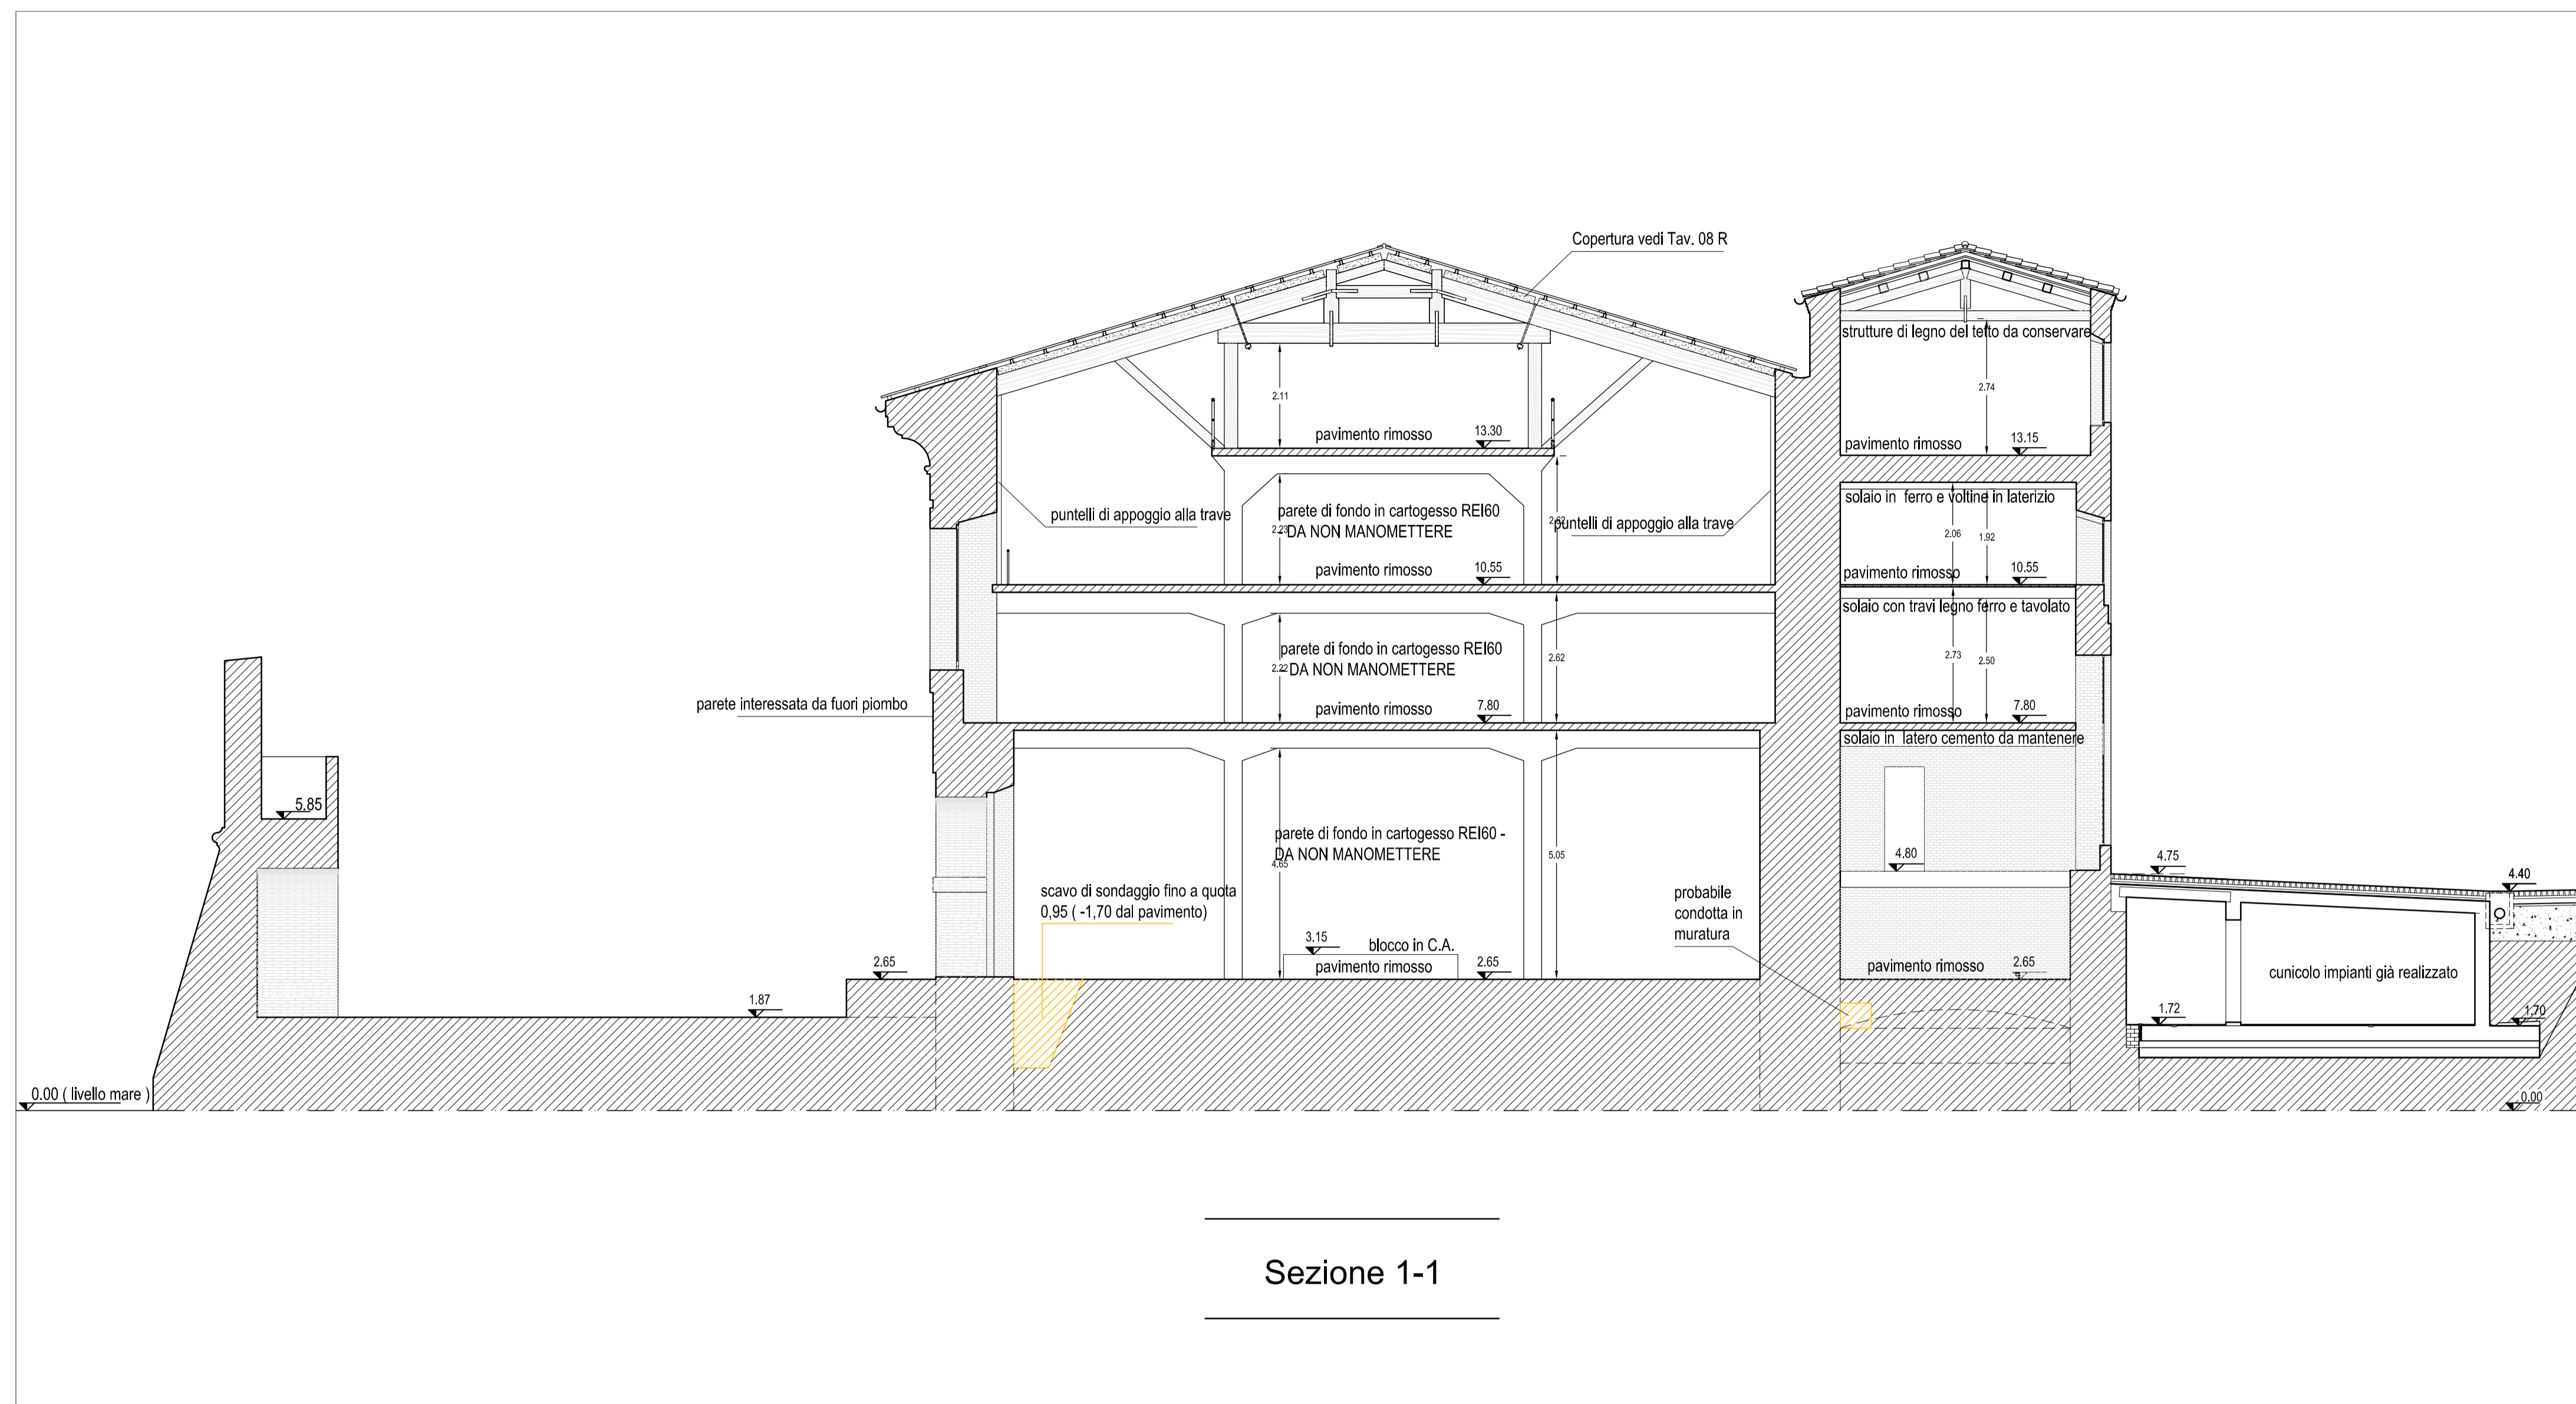 Copertura vedi Tav. 08 R
strutture di legno del tetto da conservare
2.74
2.11
pavimento rimosso 13.30
pavimento rimosso 13.15
solaio in ferro e voltine in laterizio
puntelli di appoggio alla trave
parete di fondo in cartogesso REI60
- DA NON MANOMETTERE
2.23
2.62
puntelli di appoggio alla trave
2.06
1.92
pavimento rimosso 10.55
pavimento rimosso 10.55
solaio con travi legno ferro e tavolato
parete di fondo in cartogesso REI60
- DA NON MANOMETTERE
2.22
2.62
2.73
2.50
parete interessata da fuori piombo
pavimento rimosso 7.80
pavimento rimosso 7.80
solaio in latero cemento da mantenere
5.85
parete di fondo in cartogesso REI60 -
DA NON MANOMETTERE
4.65
5.05
4.80
4.75
4.40
scavo di sondaggio fino a quota
0,95 ( -1,70 dal pavimento)
probabile
condotta in
muratura
3.15
blocco in C.A.
2.65
pavimento rimosso 2.65
pavimento rimosso 2.65
cunicolo impianti già realizzato
1.87
1.72
1.70
0.00 ( livello mare )
0.00
Sezione 1-1